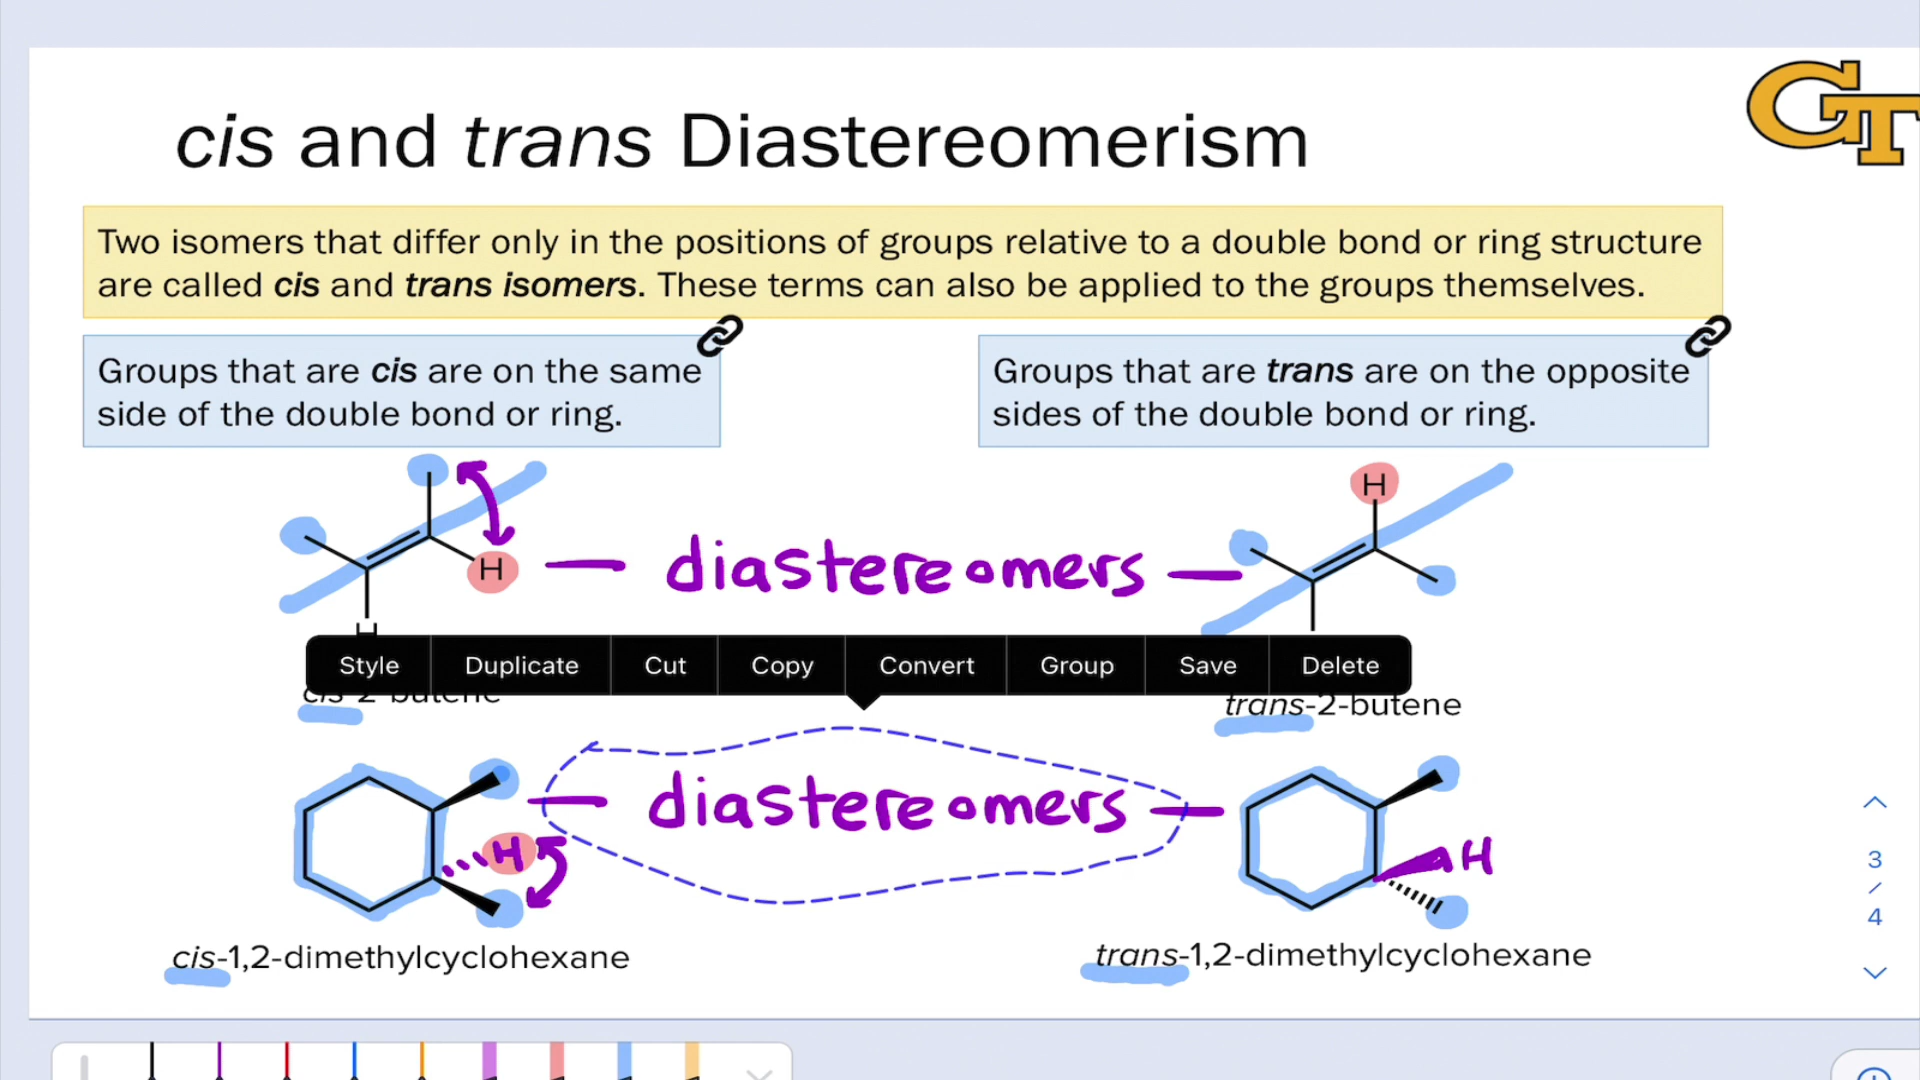 GT
cis and trans Diastereomerism
Two isomers that differ only in the positions of groups relative to a double bond or ring structure
are called cis and trans isomers. These terms can also be applied to the groups themselves.
Groups that are cis are on the same
side of the double bond or ring.
Groups that are trans are on the opposite
sides of the double bond or ring.
H
H
— diastereomers —
H
Style Duplicate Cut Copy Convert Group Save Delete
cis-2-butene
trans-2-butene
— diastereomers —
H
H
cis-1,2-dimethylcyclohexane
trans-1,2-dimethylcyclohexane
3
/
4